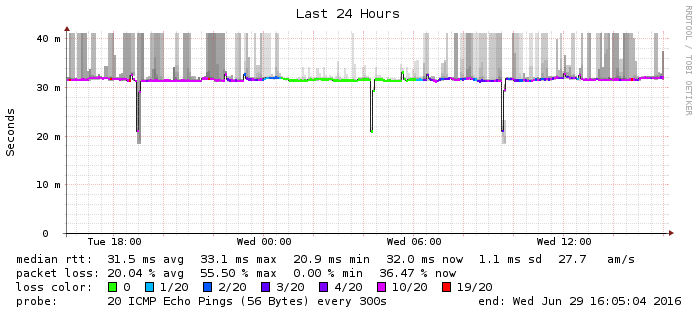 Last 24 Hours
RRDTOOL / TOBI OETIKER
Seconds
40 m
30 m
20 m
10 m
0
Tue 18:00 Wed 00:00 Wed 06:00 Wed 12:00
median rtt: 31.5 ms avg 33.1 ms max 20.9 ms min 32.0 ms now 1.1 ms sd 27.7 am/s
packet loss: 20.04 % avg 55.50 % max 0.00 % min 36.47 % now
loss color: 0 1/20 2/20 3/20 4/20 10/20 19/20
probe: 20 ICMP Echo Pings (56 Bytes) every 300s end: Wed Jun 29 16:05:04 2016